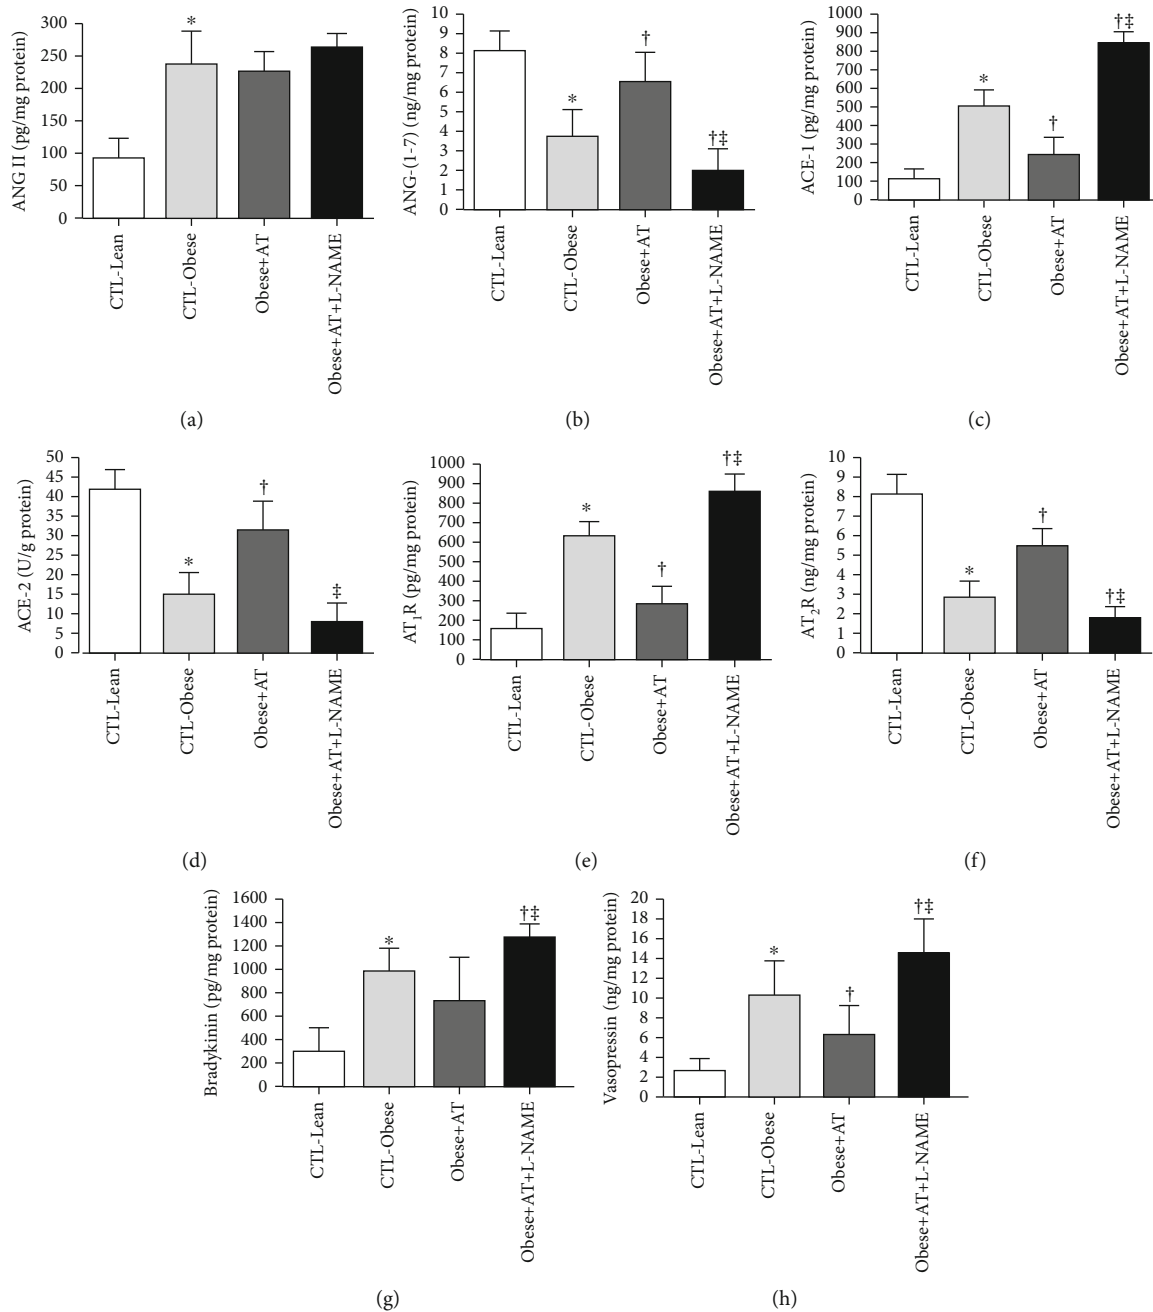 ANG II (pg/mg protein)
300
250
200
150
100
50
0
*
CTL-Lean
CTL-Obese
Obese+AT
Obese+AT+L-NAME
(a)
ANG-(1-7) (ng/mg protein)
10
9
8
7
6
5
4
3
2
1
0
*
†
†‡
CTL-Lean
CTL-Obese
Obese+AT
Obese+AT+L-NAME
(b)
ACE-1 (pg/mg protein)
1000
900
800
700
600
500
400
300
200
100
0
*
†
†‡
CTL-Lean
CTL-Obese
Obese+AT
Obese+AT+L-NAME
(c)
ACE-2 (U/g protein)
50
45
40
35
30
25
20
15
10
5
0
*
†
‡
CTL-Lean
CTL-Obese
Obese+AT
Obese+AT+L-NAME
(d)
AT₁R (pg/mg protein)
1000
900
800
700
600
500
400
300
200
100
0
*
†
†‡
CTL-Lean
CTL-Obese
Obese+AT
Obese+AT+L-NAME
(e)
AT₂R (ng/mg protein)
10
9
8
7
6
5
4
3
2
1
0
*
†
†‡
CTL-Lean
CTL-Obese
Obese+AT
Obese+AT+L-NAME
(f)
Bradykinin (pg/mg protein)
1600
1400
1200
1000
800
600
400
200
0
*
†‡
CTL-Lean
CTL-Obese
Obese+AT
Obese+AT+L-NAME
(g)
Vasopressin (ng/mg protein)
20
18
16
14
12
10
8
6
4
2
0
*
†
†‡
CTL-Lean
CTL-Obese
Obese+AT
Obese+AT+L-NAME
(h)